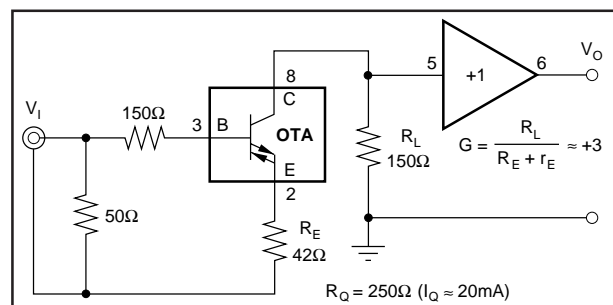 V_I
150Ω
50Ω
3
B
8
C
OTA
E
2
R_E
42Ω
R_L
150Ω
5
+1
6
V_O
G = R_L / (R_E + r_E) ≈ +3
R_Q = 250Ω (I_Q ≈ 20mA)